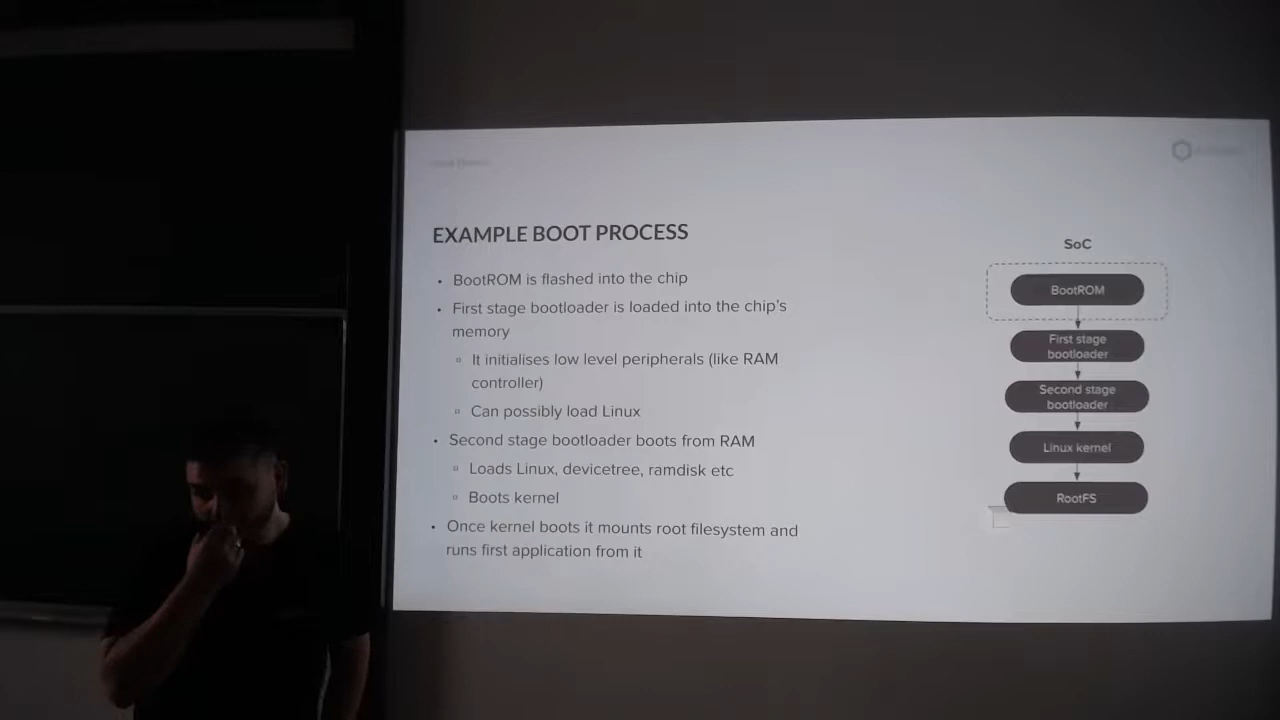 EXAMPLE BOOT PROCESS
• BootROM is flashed into the chip
• First stage bootloader is loaded into the chip's
memory
▫ It initialises low level peripherals (like RAM
controller)
▫ Can possibly load Linux
• Second stage bootloader boots from RAM
▫ Loads Linux, devicetree, ramdisk etc
▫ Boots kernel
• Once kernel boots it mounts root filesystem and
runs first application from it
SoC
BootROM
First stage
bootloader
Second stage
bootloader
Linux kernel
RootFS